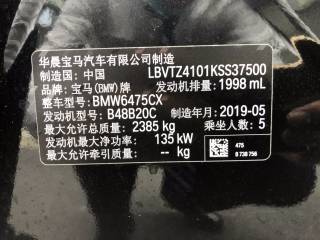 华晨宝马汽车有限公司制造
制造国: 中国 LBVTZ4101KSS37500
品牌: 宝马(BMW)牌 发动机排量: 1998 mL
整车型号: BMW6475CX
发动机型号: B48B20C 制造年月: 2019-05
最大允许总质量: 2385 kg 乘坐人数: 5
发动机最大净功率: 135 kW
最大允许牵引质量: -- kg
475
9 738 756